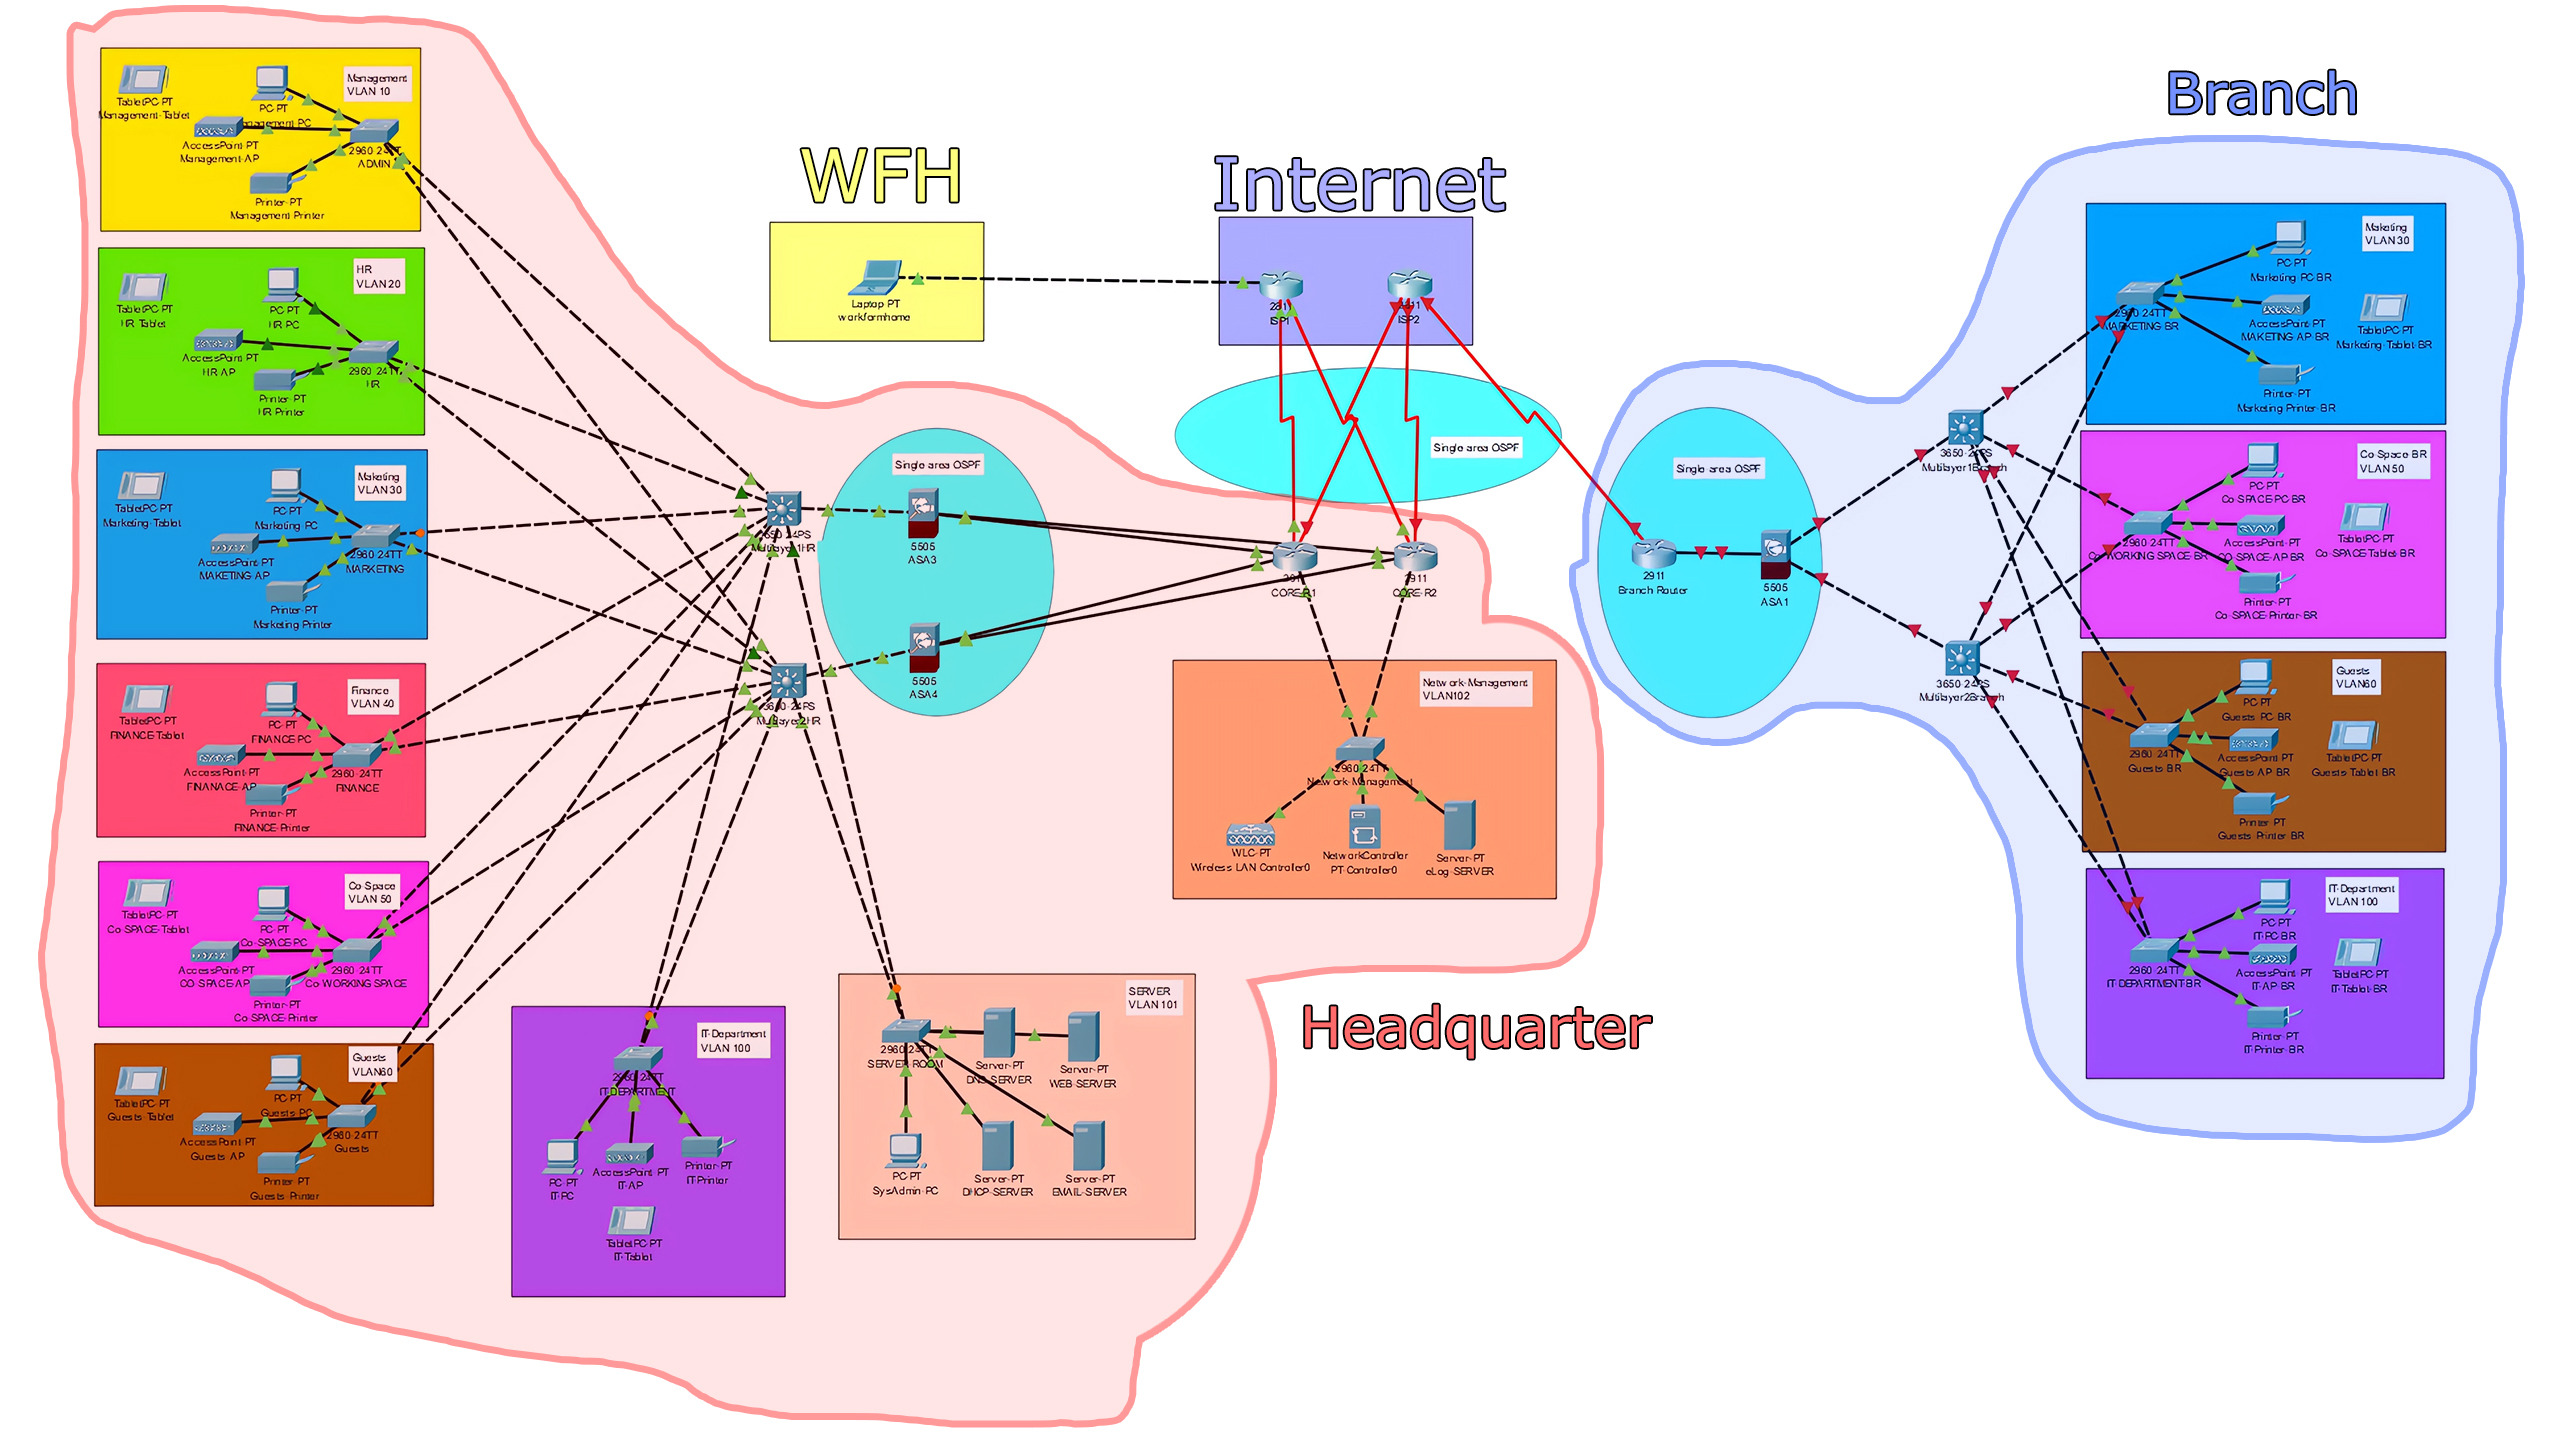 Branch
WFH
Internet
Headquarter
Management
VLAN 10
TabletPC-PT
Management-Tablet
PC-PT
AccessPoint-PT
Management-AP
ADMIN
Printer-PT
Management Printer
HR
VLAN 20
TabletPC-PT
HR Tablet
PC-PT
HR PC
AccessPoint-PT
HR-AP
2960 24TT
HR
Printer-PT
HR Printer
Maketing
VLAN 30
TabletPC-PT
Marketing-Tablet
PC-PT
Marketing-PC
AccessPoint-PT
MAKETING AP
2960 24TT
MARKETING
Printer-PT
Marketing Printer
Finance
VLAN 40
TabletPC-PT
FINANCE-Tablet
PC-PT
FINANCE-PC
AccessPoint-PT
FINANACE-AP
2960 24TT
FINANCE
Printer-PT
FINANCE-Printer
Co-Space
VLAN 50
TabletPC-PT
Co-SPACE-Tablet
PC-PT
Co-SPACE-PC
AccessPoint-PT
CO SPACE-AP
2960 24TT
Co-WORKING SPACE
Printer-PT
Co-SPACE-Printer
Guests
VLAN60
TabletPC-PT
Guests-Tablet
PC-PT
Guests-PC
AccessPoint-PT
Guests-AP
2960-24TT
Guests
Printer-PT
Guests-Printer
IT-Department
VLAN 100
2960-24TT
IT-DEPARTMENT
PC-PT
IT-PC
AccessPoint-PT
IT-AP
Printer-PT
IT-Printer
TabletPC-PT
IT-Tablet
SERVER
VLAN 101
2960-24TT
SERVER ROOM
Server-PT
DNS-SERVER
Server-PT
WEB-SERVER
PC-PT
SysAdmin-PC
Server-PT
DHCP-SERVER
Server-PT
EMAIL-SERVER
Multilayer1HR
3650-24PS
Multilayer2HR
Single area OSPF
5505
ASA3
5505
ASA4
Laptop-PT
workformhome
ISP1
ISP2
Single area OSPF
CORE-R1
2911
CORE-R2
Network-Management
VLAN102
2960-24TT
Network-Management
WLC-PT
Wireless LAN Controller0
NetworkController
PT-Controller0
Server-PT
eLog-SERVER
Single area OSPF
2911
Branch Router
5505
ASA1
3650-24PS
Multilayer1Branch
3650-24PS
Multilayer2Branch
Maketing
VLAN 30
PC-PT
Marketing-PC-BR
2960-24TT
MARKETING-BR
AccessPoint-PT
MAKETING-AP-BR
TabletPC-PT
Marketing-Tablet-BR
Printer-PT
Marketing-Printer-BR
Co-Space-BR
VLAN 50
PC-PT
Co-SPACE-PC-BR
2960-24TT
Co-WORKING SPACE-BR
AccessPoint-PT
CO-SPACE-AP-BR
TabletPC-PT
Co-SPACE-Tablet-BR
Printer-PT
Co-SPACE-Printer-BR
Guests
VLAN60
PC-PT
Guests-PC-BR
2960-24TT
Guests-BR
AccessPoint-PT
Guests-AP-BR
TabletPC-PT
Guests-Tablet-BR
Printer-PT
Guests-Printer-BR
IT-Department
VLAN 100
PC-PT
IT-PC-BR
2960-24TT
IT-DEPARTMENT-BR
AccessPoint-PT
IT-AP-BR
TabletPC-PT
IT-Tablet-BR
Printer-PT
IT-Printer-BR